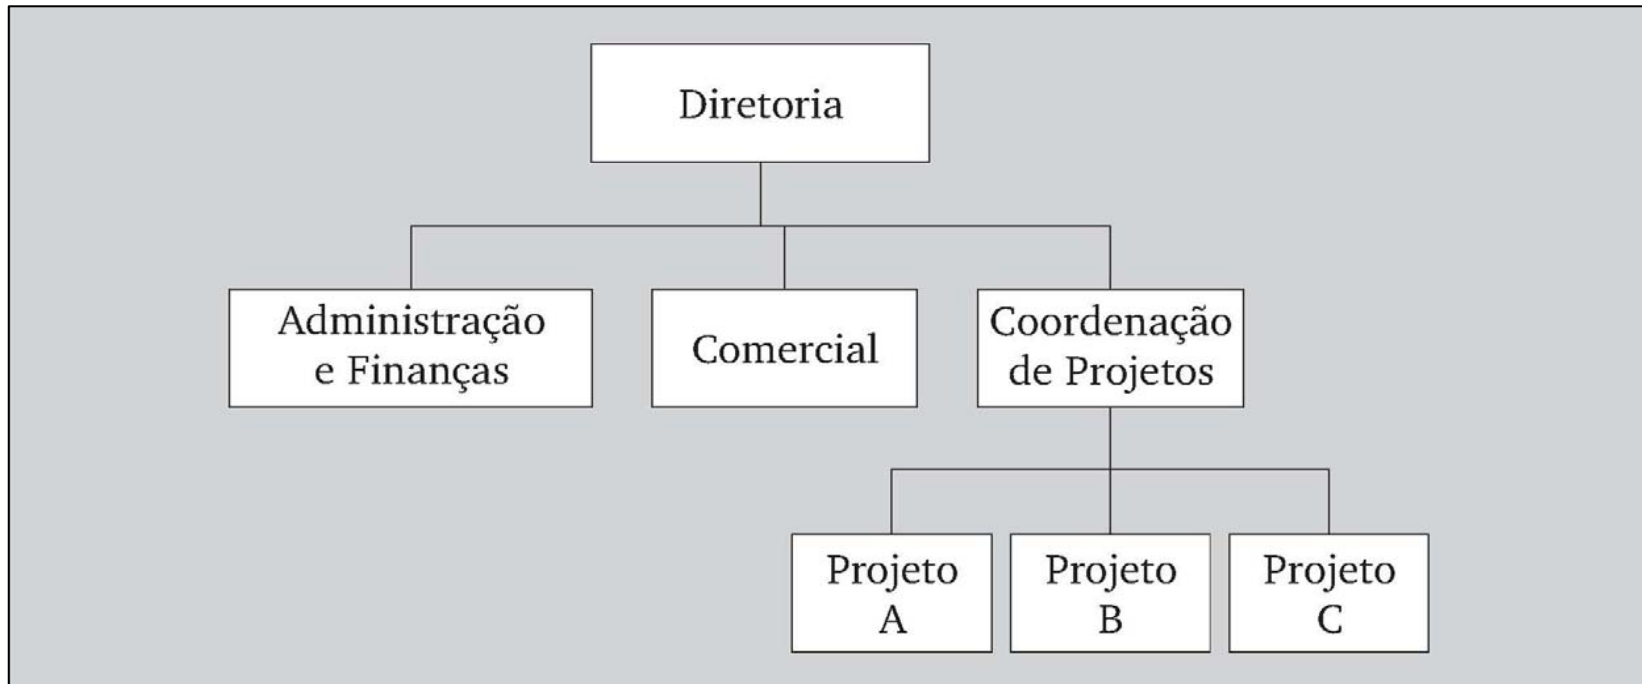 Diretoria
Administração
e Finanças
Comercial
Coordenação
de Projetos
Projeto
A
Projeto
B
Projeto
C